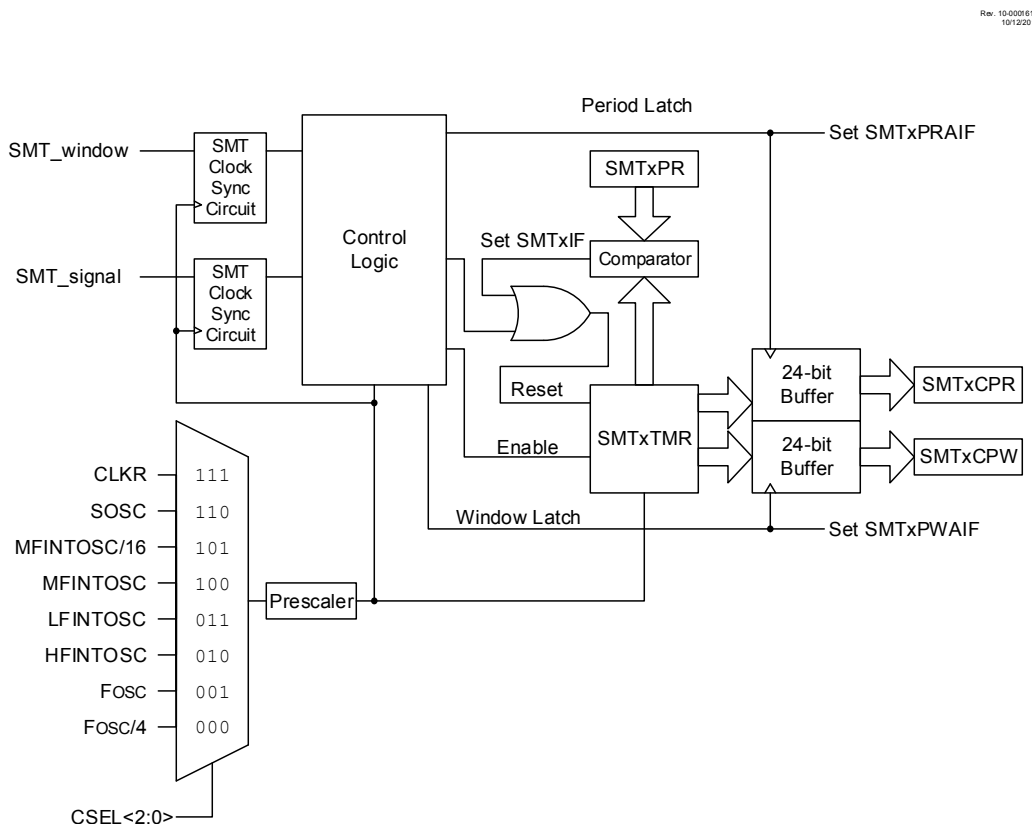 Rev. 10-000161
10/12/20
Period Latch
Set SMTxPRAIF
SMT_window
SMT
Clock
Sync
Circuit
SMTxPR
Control
Logic
Set SMTxIF
Comparator
SMT_signal
SMT
Clock
Sync
Circuit
24-bit
Buffer
SMTxCPR
Reset
SMTxTMR
Enable
24-bit
Buffer
SMTxCPW
Window Latch
Set SMTxPWAIF
CLKR 111
SOSC 110
MFINTOSC/16 101
MFINTOSC 100
Prescaler
LFINTOSC 011
HFINTOSC 010
FOSC 001
FOSC/4 000
CSEL<2:0>